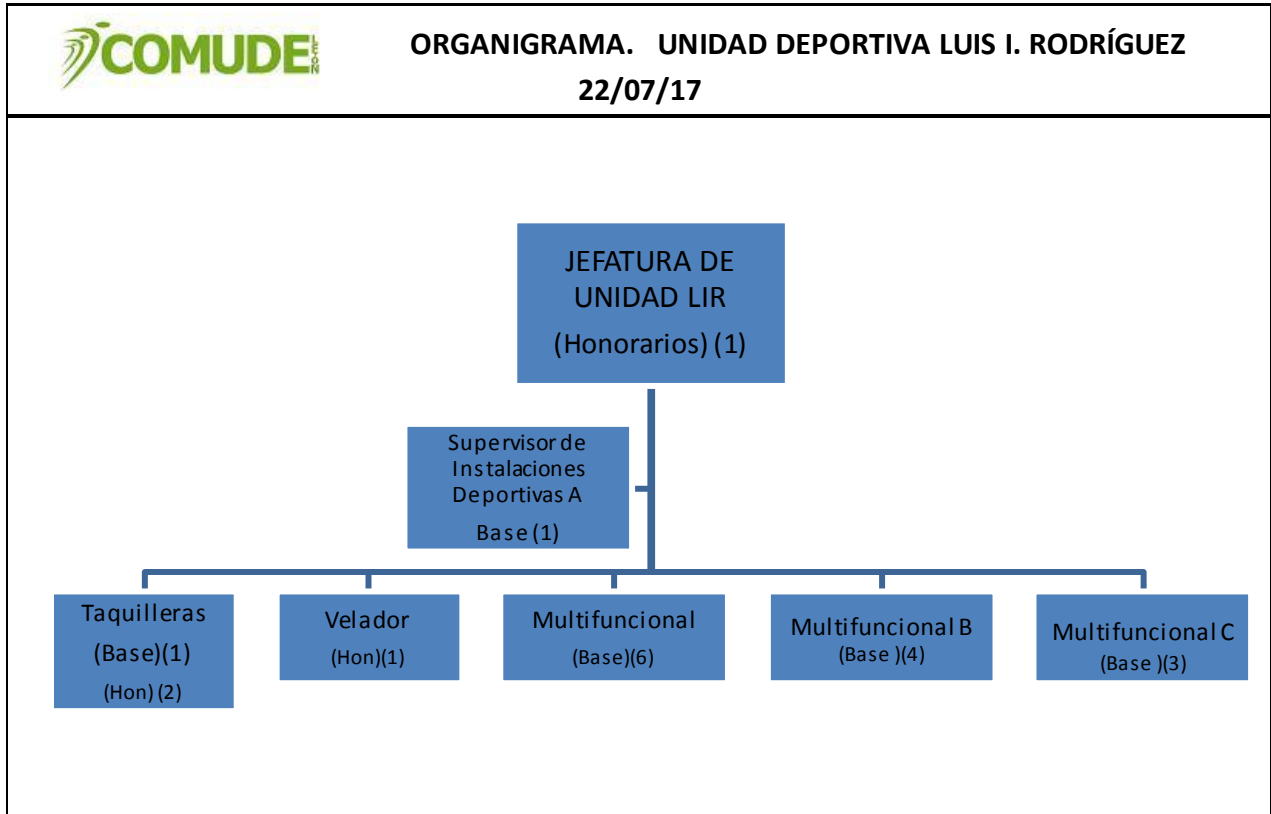 COMUDE LEÓN
ORGANIGRAMA. UNIDAD DEPORTIVA LUIS I. RODRÍGUEZ
22/07/17
JEFATURA DE
UNIDAD LIR
(Honorarios) (1)
Supervisor de
Instalaciones
Deportivas A
Base (1)
Taquilleras
(Base)(1)
(Hon) (2)
Velador
(Hon)(1)
Multifuncional
(Base)(6)
Multifuncional B
(Base )(4)
Multifuncional C
(Base )(3)